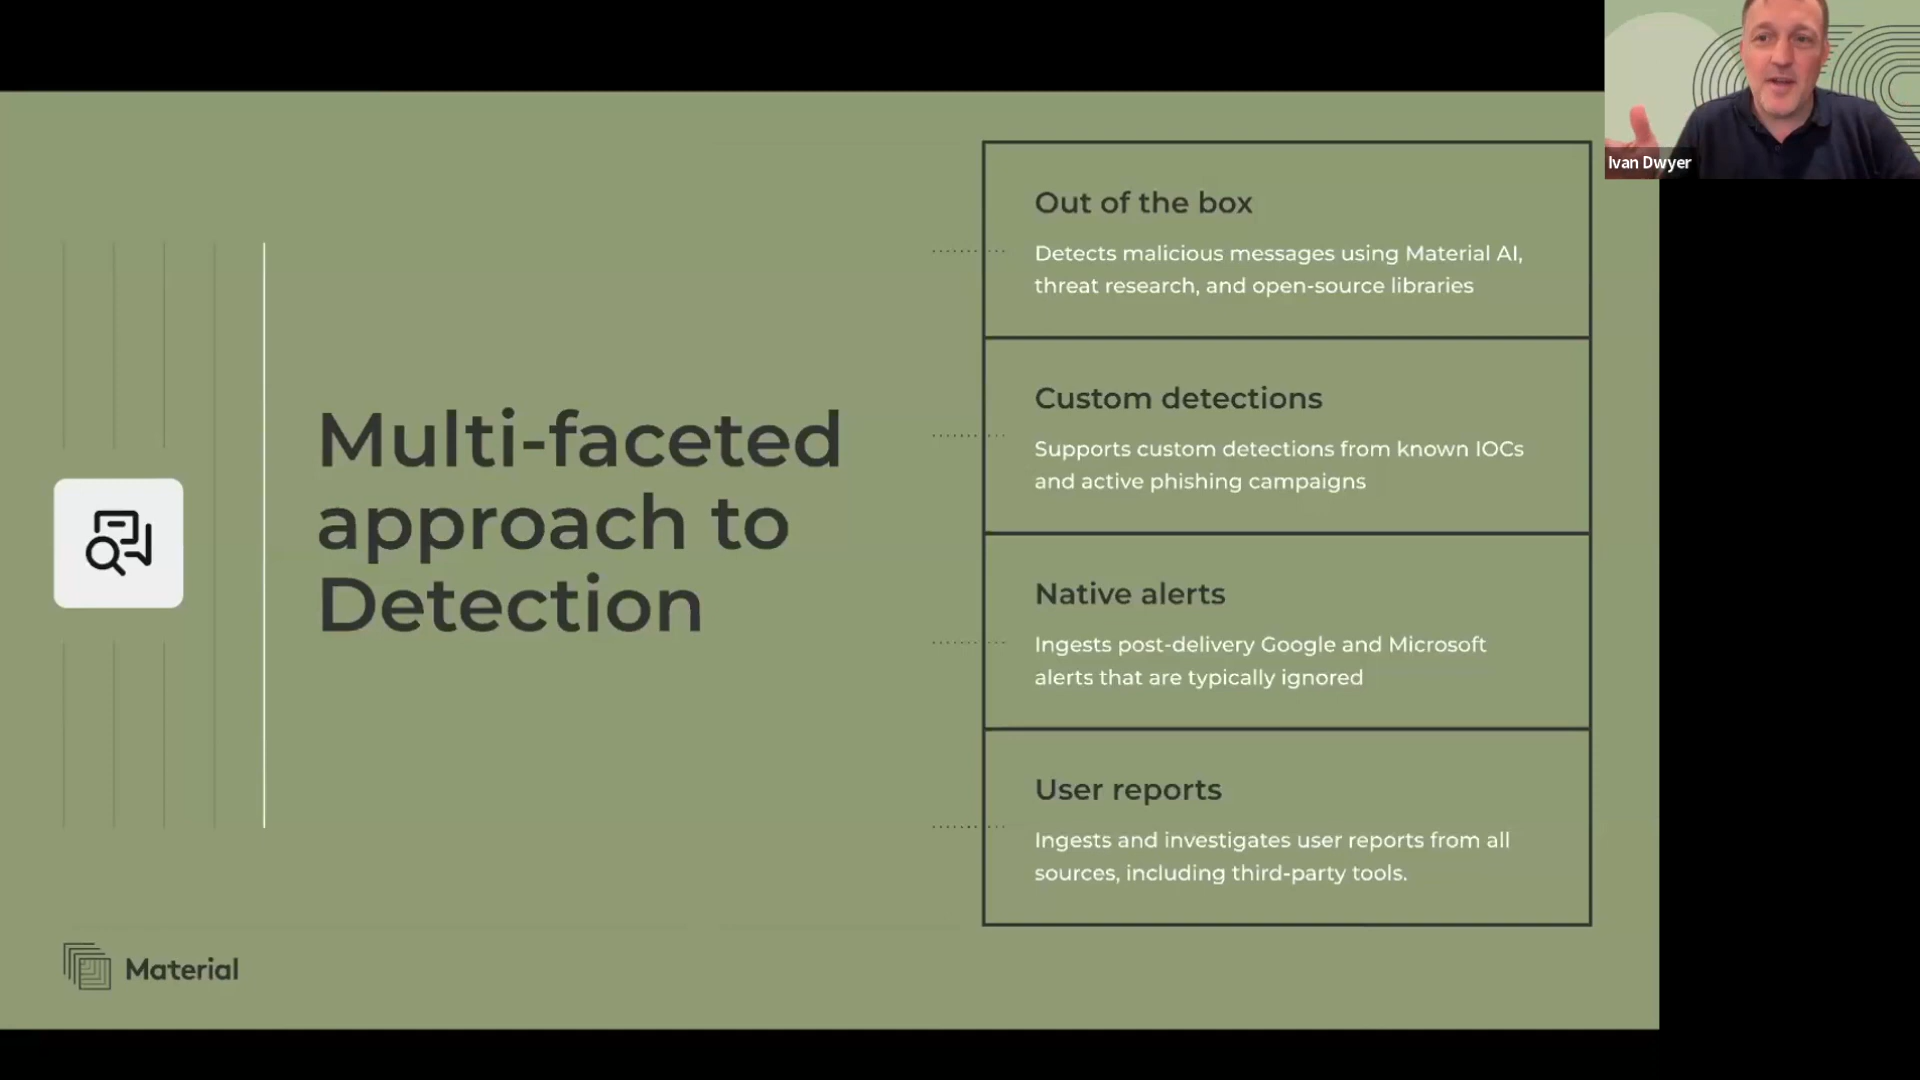 Ivan Dwyer
Multi-faceted
approach to
Detection
Out of the box
Detects malicious messages using Material AI,
threat research, and open-source libraries
Custom detections
Supports custom detections from known IOCs
and active phishing campaigns
Native alerts
Ingests post-delivery Google and Microsoft
alerts that are typically ignored
User reports
Ingests and investigates user reports from all
sources, including third-party tools.
Material